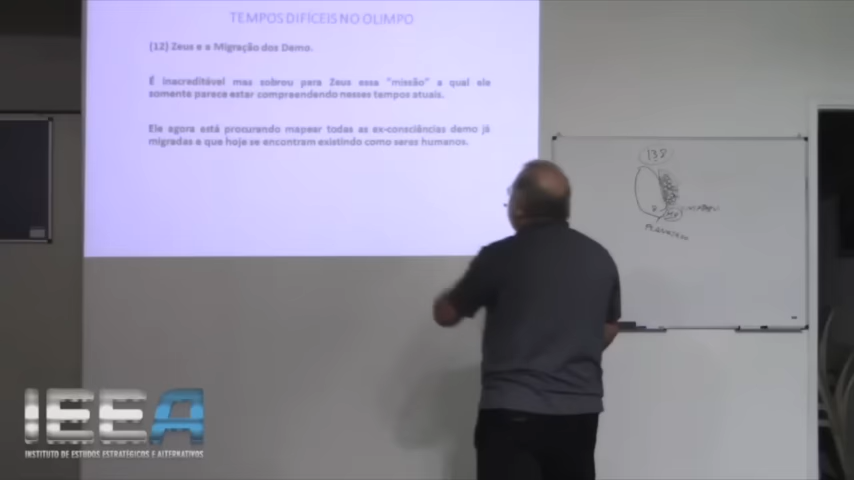 TEMPOS DIFÍCEIS NO OLIMPO
(12) Zeus e a Migração dos Demo.
É inacreditável mas sobrou para Zeus essa "missão" a qual ele
somente parece estar compreendendo nesses tempos atuais.
Ele agora está procurando mapear todas as ex-consciências demo já
migradas e que hoje se encontram existindo como seres humanos.
138
IEEA
INSTITUTO DE ESTUDOS ESTRATÉGICOS E ALTERNATIVOS